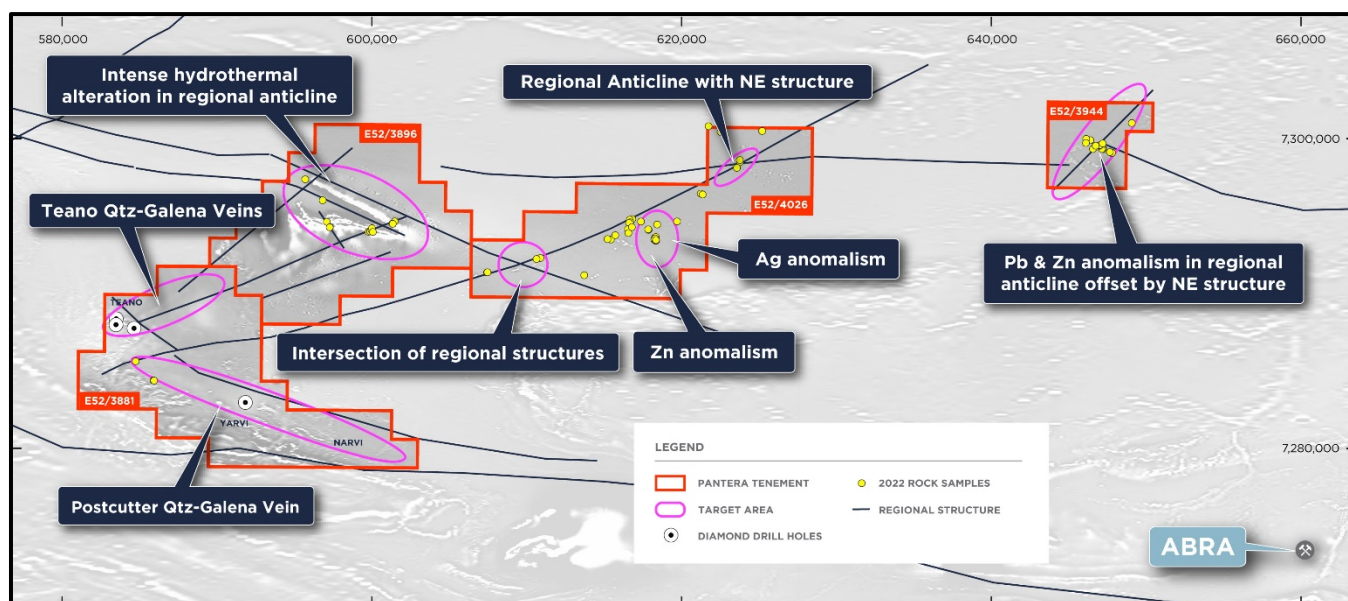 580,000
600,000
620,000
640,000
660,000
Intense hydrothermal
alteration in regional anticline
Regional Anticline with NE structure
E52/3896
E52/3944
7,300,000
Teano Qtz-Galena Veins
E52/4026
Ag anomalism
Pb & Zn anomalism in regional
anticline offset by NE structure
TEANO
Intersection of regional structures
Zn anomalism
E52/3881
YARVI
NARVI
7,280,000
Postcutter Qtz-Galena Vein
LEGEND
PANTERA TENEMENT
2022 ROCK SAMPLES
TARGET AREA
REGIONAL STRUCTURE
DIAMOND DRILL HOLES
ABRA